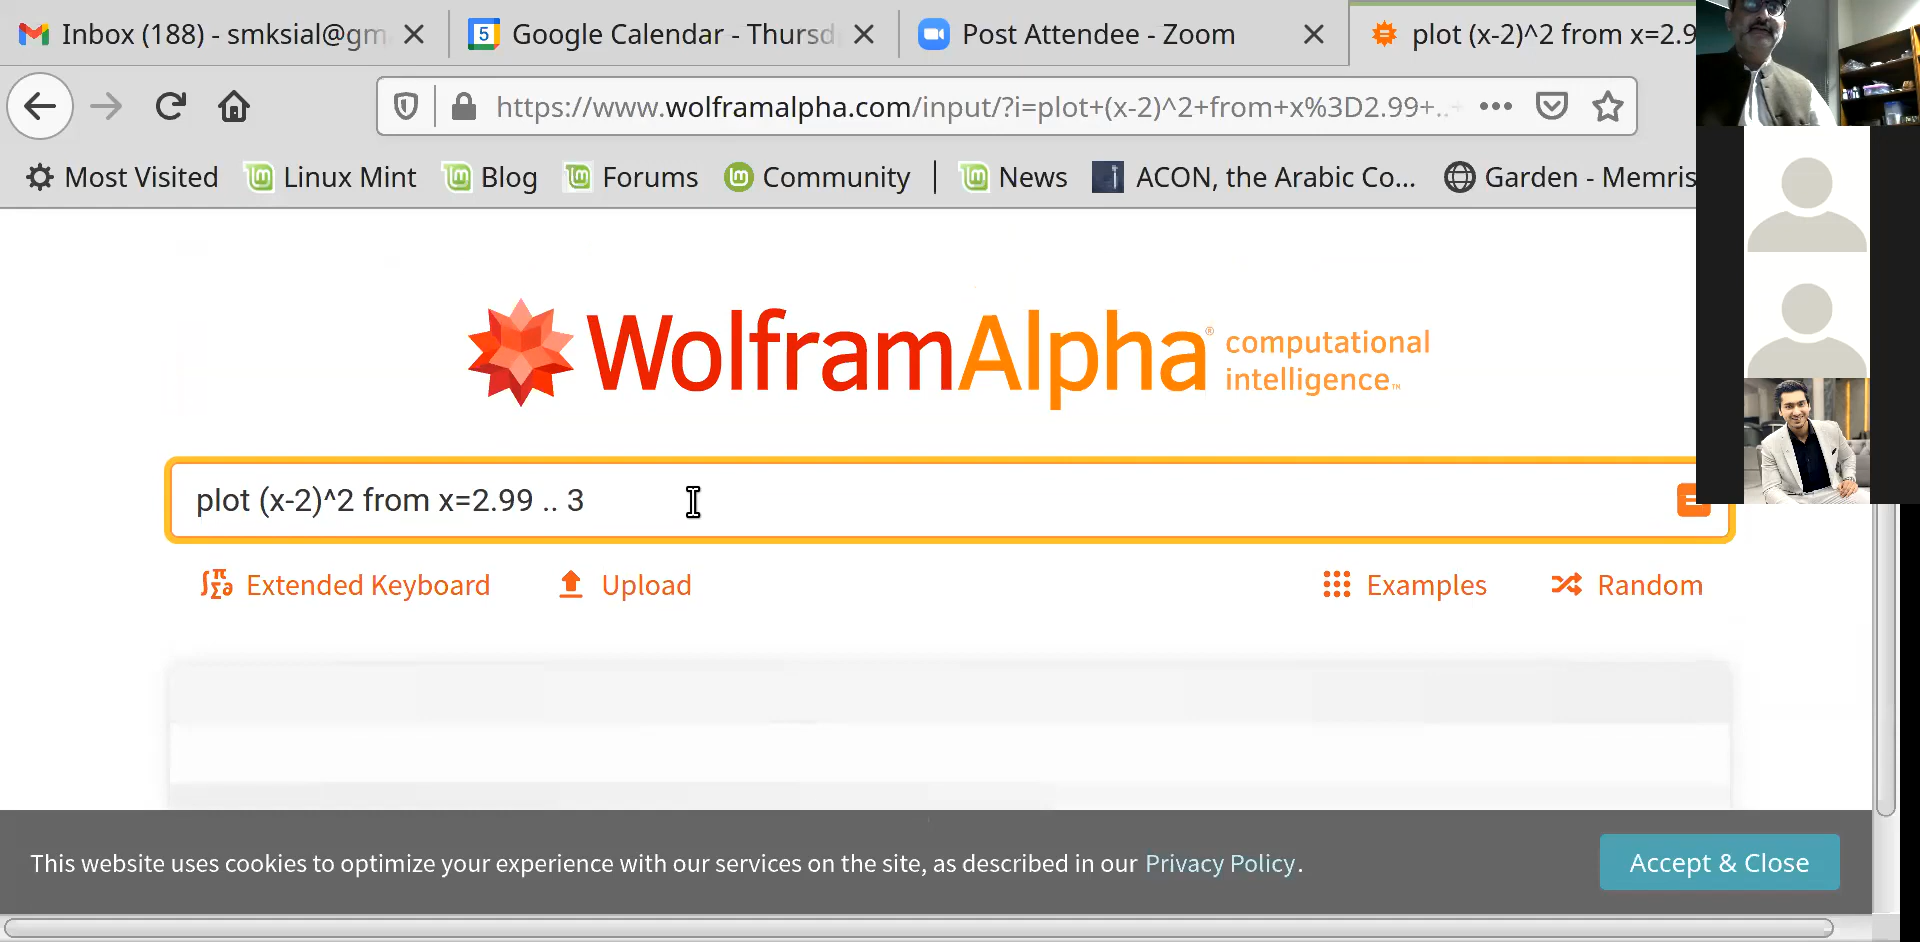 Inbox (188) - smksial@gm
5 Google Calendar - Thursd
Post Attendee - Zoom
plot (x-2)^2 from x=2.9
https://www.wolframalpha.com/input/?i=plot+(x-2)^2+from+x%3D2.99+..+
Most Visited
Linux Mint
Blog
Forums
Community
News
ACON, the Arabic Co...
Garden - Memris
WolframAlpha® computational intelligence™
plot (x-2)^2 from x=2.99 .. 3
Extended Keyboard
Upload
Examples
Random
This website uses cookies to optimize your experience with our services on the site, as described in our Privacy Policy.
Accept & Close